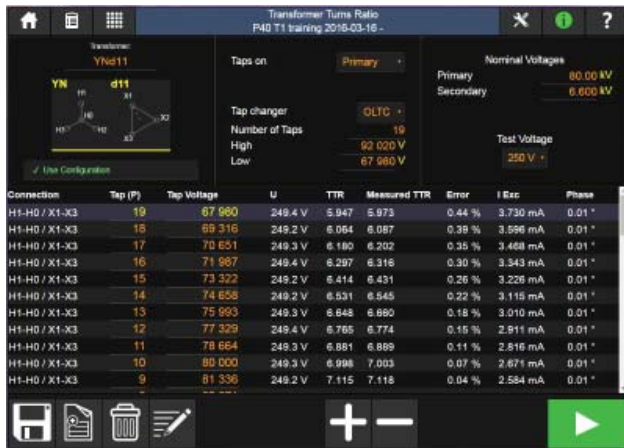 Transformer Turns Ratio
P40 T1 training 2016-03-16 -
?
Transformer
YNd11
YN d11
H1 X1
H0 X2
H3 H2 X3
✓ Use Configuration
Taps on Primary
Tap changer OLTC
Number of Taps 19
High 92 020 V
Low 67 960 V
Nominal Voltages
Primary 80.00 kV
Secondary 6.600 kV
Test Voltage
250 V
Connection Tap (P) Tap Voltage U TTR Measured TTR Error I Exc Phase
H1-H0 / X1-X3 19 67 980 249.4 V 5.947 5.973 0.44 % 3.730 mA 0.01 °
H1-H0 / X1-X3 18 69 316 249.2 V 6.064 6.087 0.39 % 3.596 mA 0.01 °
H1-H0 / X1-X3 17 70 651 249.3 V 6.180 6.202 0.35 % 3.468 mA 0.01 °
H1-H0 / X1-X3 16 71 987 249.4 V 6.297 6.316 0.30 % 3.343 mA 0.01 °
H1-H0 / X1-X3 15 73 322 249.2 V 6.414 6.431 0.26 % 3.226 mA 0.01 °
H1-H0 / X1-X3 14 74 658 249.2 V 6.531 6.545 0.22 % 3.115 mA 0.01 °
H1-H0 / X1-X3 13 75 993 249.3 V 6.648 6.660 0.18 % 3.010 mA 0.01 °
H1-H0 / X1-X3 12 77 329 249.4 V 6.765 6.774 0.15 % 2.911 mA 0.01 °
H1-H0 / X1-X3 11 78 664 249.3 V 6.881 6.889 0.11 % 2.816 mA 0.01 °
H1-H0 / X1-X3 10 80 000 249.3 V 6.998 7.003 0.07 % 2.671 mA 0.01 °
H1-H0 / X1-X3 9 81 336 249.2 V 7.115 7.118 0.04 % 2.584 mA 0.01 °